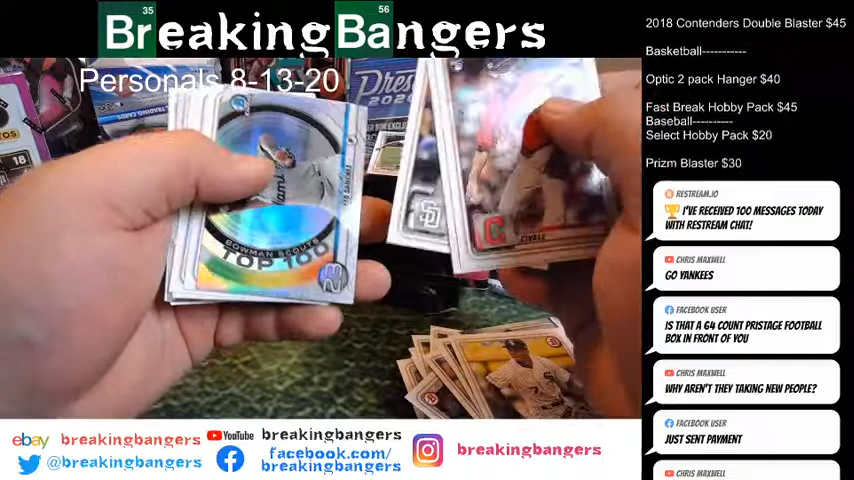 35
56
BreakingBangers
Personals 8-13-20
2018 Contenders Double Blaster $45
Basketball-----------
Optic 2 pack Hanger $40
Fast Break Hobby Pack $45
Baseball----------
Select Hobby Pack $20
Prizm Blaster $30
RESTREAM.IO
I'VE RECEIVED 100 MESSAGES TODAY
WITH RESTREAM CHAT!
CHRIS MAXWELL
GO YANKEES
FACEBOOK USER
IS THAT A 64 COUNT PRISTAGE FOOTBALL
BOX IN FRONT OF YOU
CHRIS MAXWELL
WHY AREN'T THEY TAKING NEW PEOPLE?
FACEBOOK USER
JUST SENT PAYMENT
CHRIS MAXWELL
18
BOWMAN SCOUTS
TOP 100
SD
C
CIVALE
ebay breakingbangers
YouTube breakingbangers
@breakingbangers
facebook.com/
breakingbangers
breakingbangers